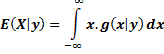 E(X|y) = ∫_{-∞}^{∞} x.g(x|y) dx